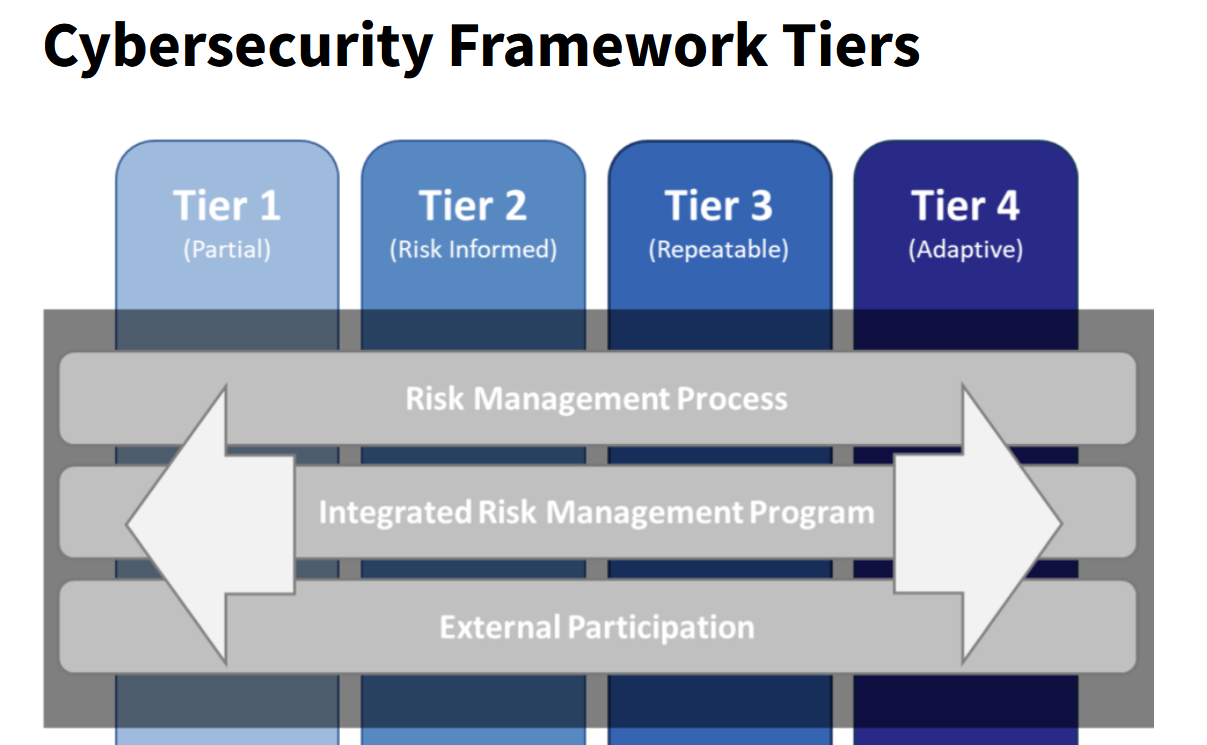 Cybersecurity Framework Tiers
Tier 1
(Partial)
Tier 2
(Risk Informed)
Tier 3
(Repeatable)
Tier 4
(Adaptive)
Risk Management Process
Integrated Risk Management Program
External Participation